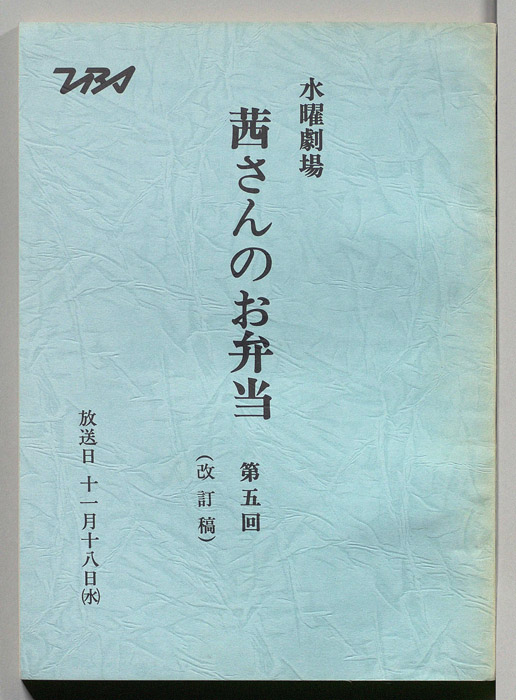 TBS
水曜劇場
茜さんのお弁当
第五回
(改訂稿)
放送日 十一月十八日(水)